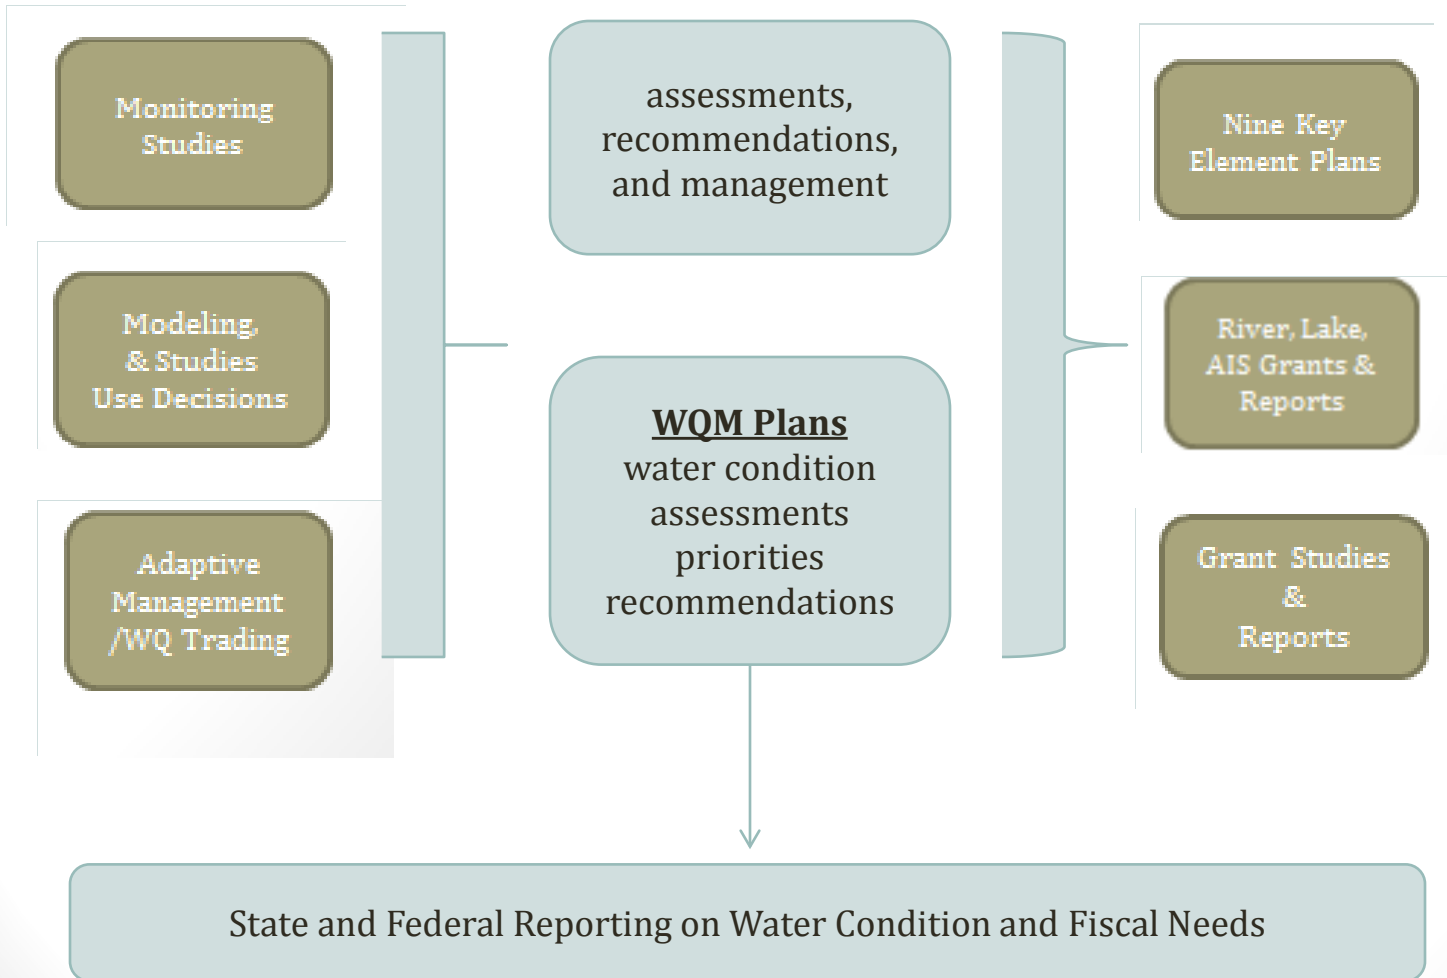 Monitoring
Studies
Modeling,
& Studies
Use Decisions
Adaptive
Management
/WQ Trading
assessments,
recommendations,
and management
WQM Plans
water condition
assessments
priorities
recommendations
Nine Key
Element Plans
River, Lake,
AIS Grants &
Reports
Grant Studies
&
Reports
State and Federal Reporting on Water Condition and Fiscal Needs